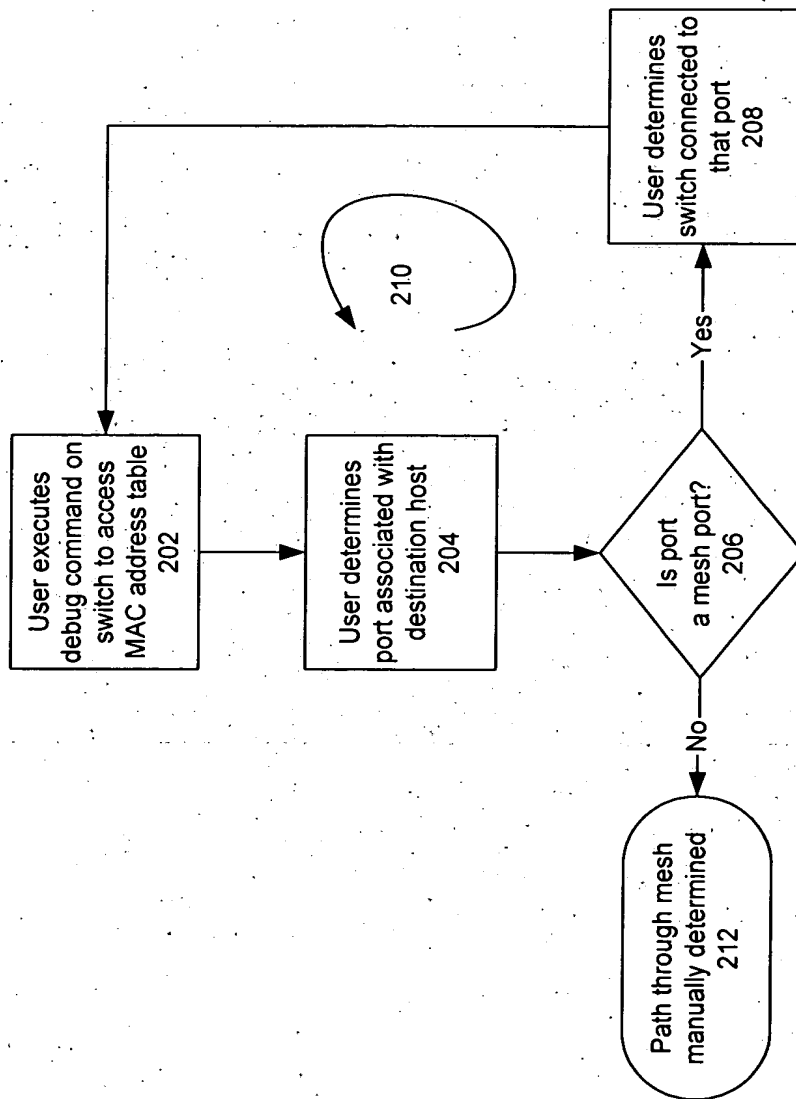 User executes
debug command on
switch to access
MAC address table
202
User determines
port associated with
destination host
204
Is port
a mesh port?
206
Yes
User determines
switch connected to
that port
208
210
No
Path through mesh
manually determined
212